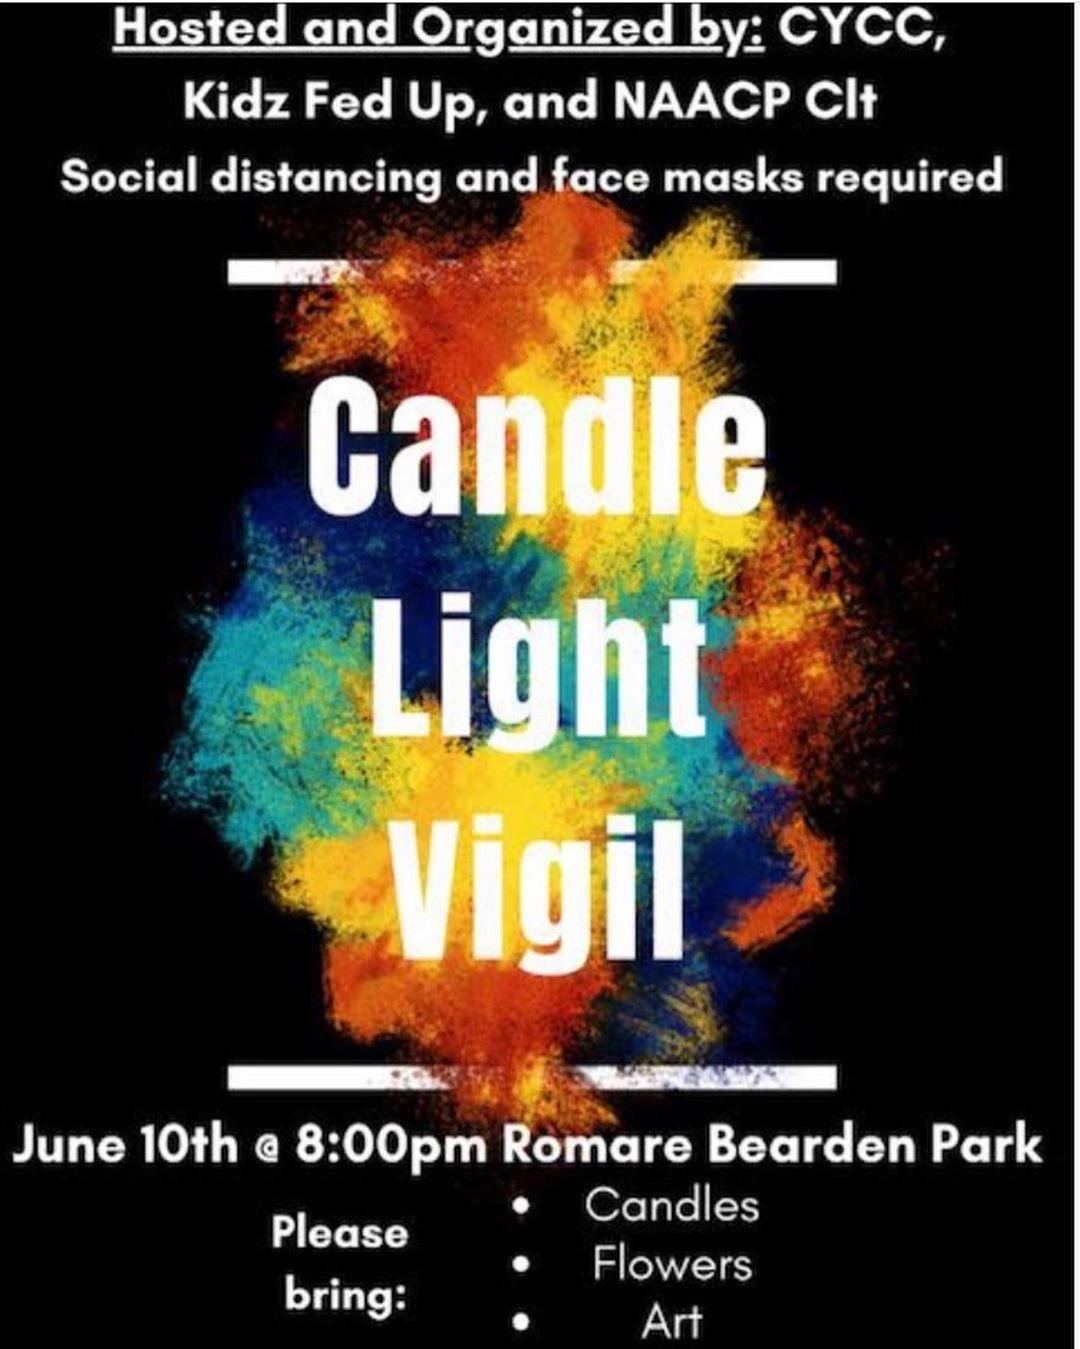 Hosted and Organized by: CYCC,
Kidz Fed Up, and NAACP Clt
Social distancing and face masks required
Candle
Light
Vigil
June 10th @ 8:00pm Romare Bearden Park
Please
bring:
• Candles
• Flowers
• Art